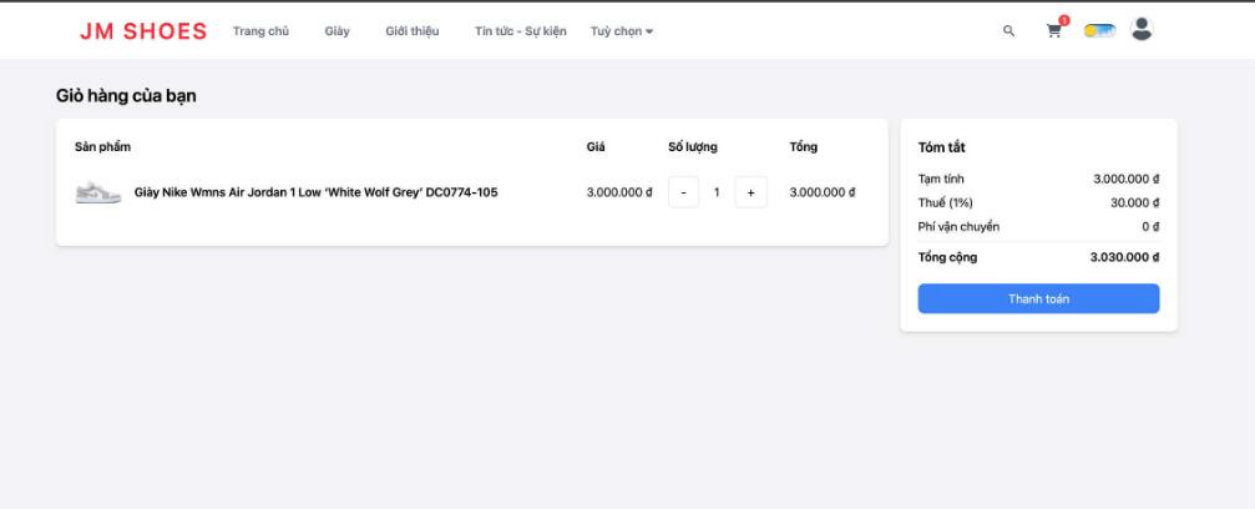 JM SHOES Trang chủ Giày Giới thiệu Tin tức - Sự kiện Tuỳ chọn 1
Giỏ hàng của bạn
Sản phẩm Giá Số lượng Tổng
Giày Nike Wmns Air Jordan 1 Low ‘White Wolf Grey’ DC0774-105 3.000.000 đ - 1 + 3.000.000 đ
Tóm tắt
Tạm tính 3.000.000 đ
Thuế (1%) 30.000 đ
Phí vận chuyển 0 đ
Tổng cộng 3.030.000 đ
Thanh toán